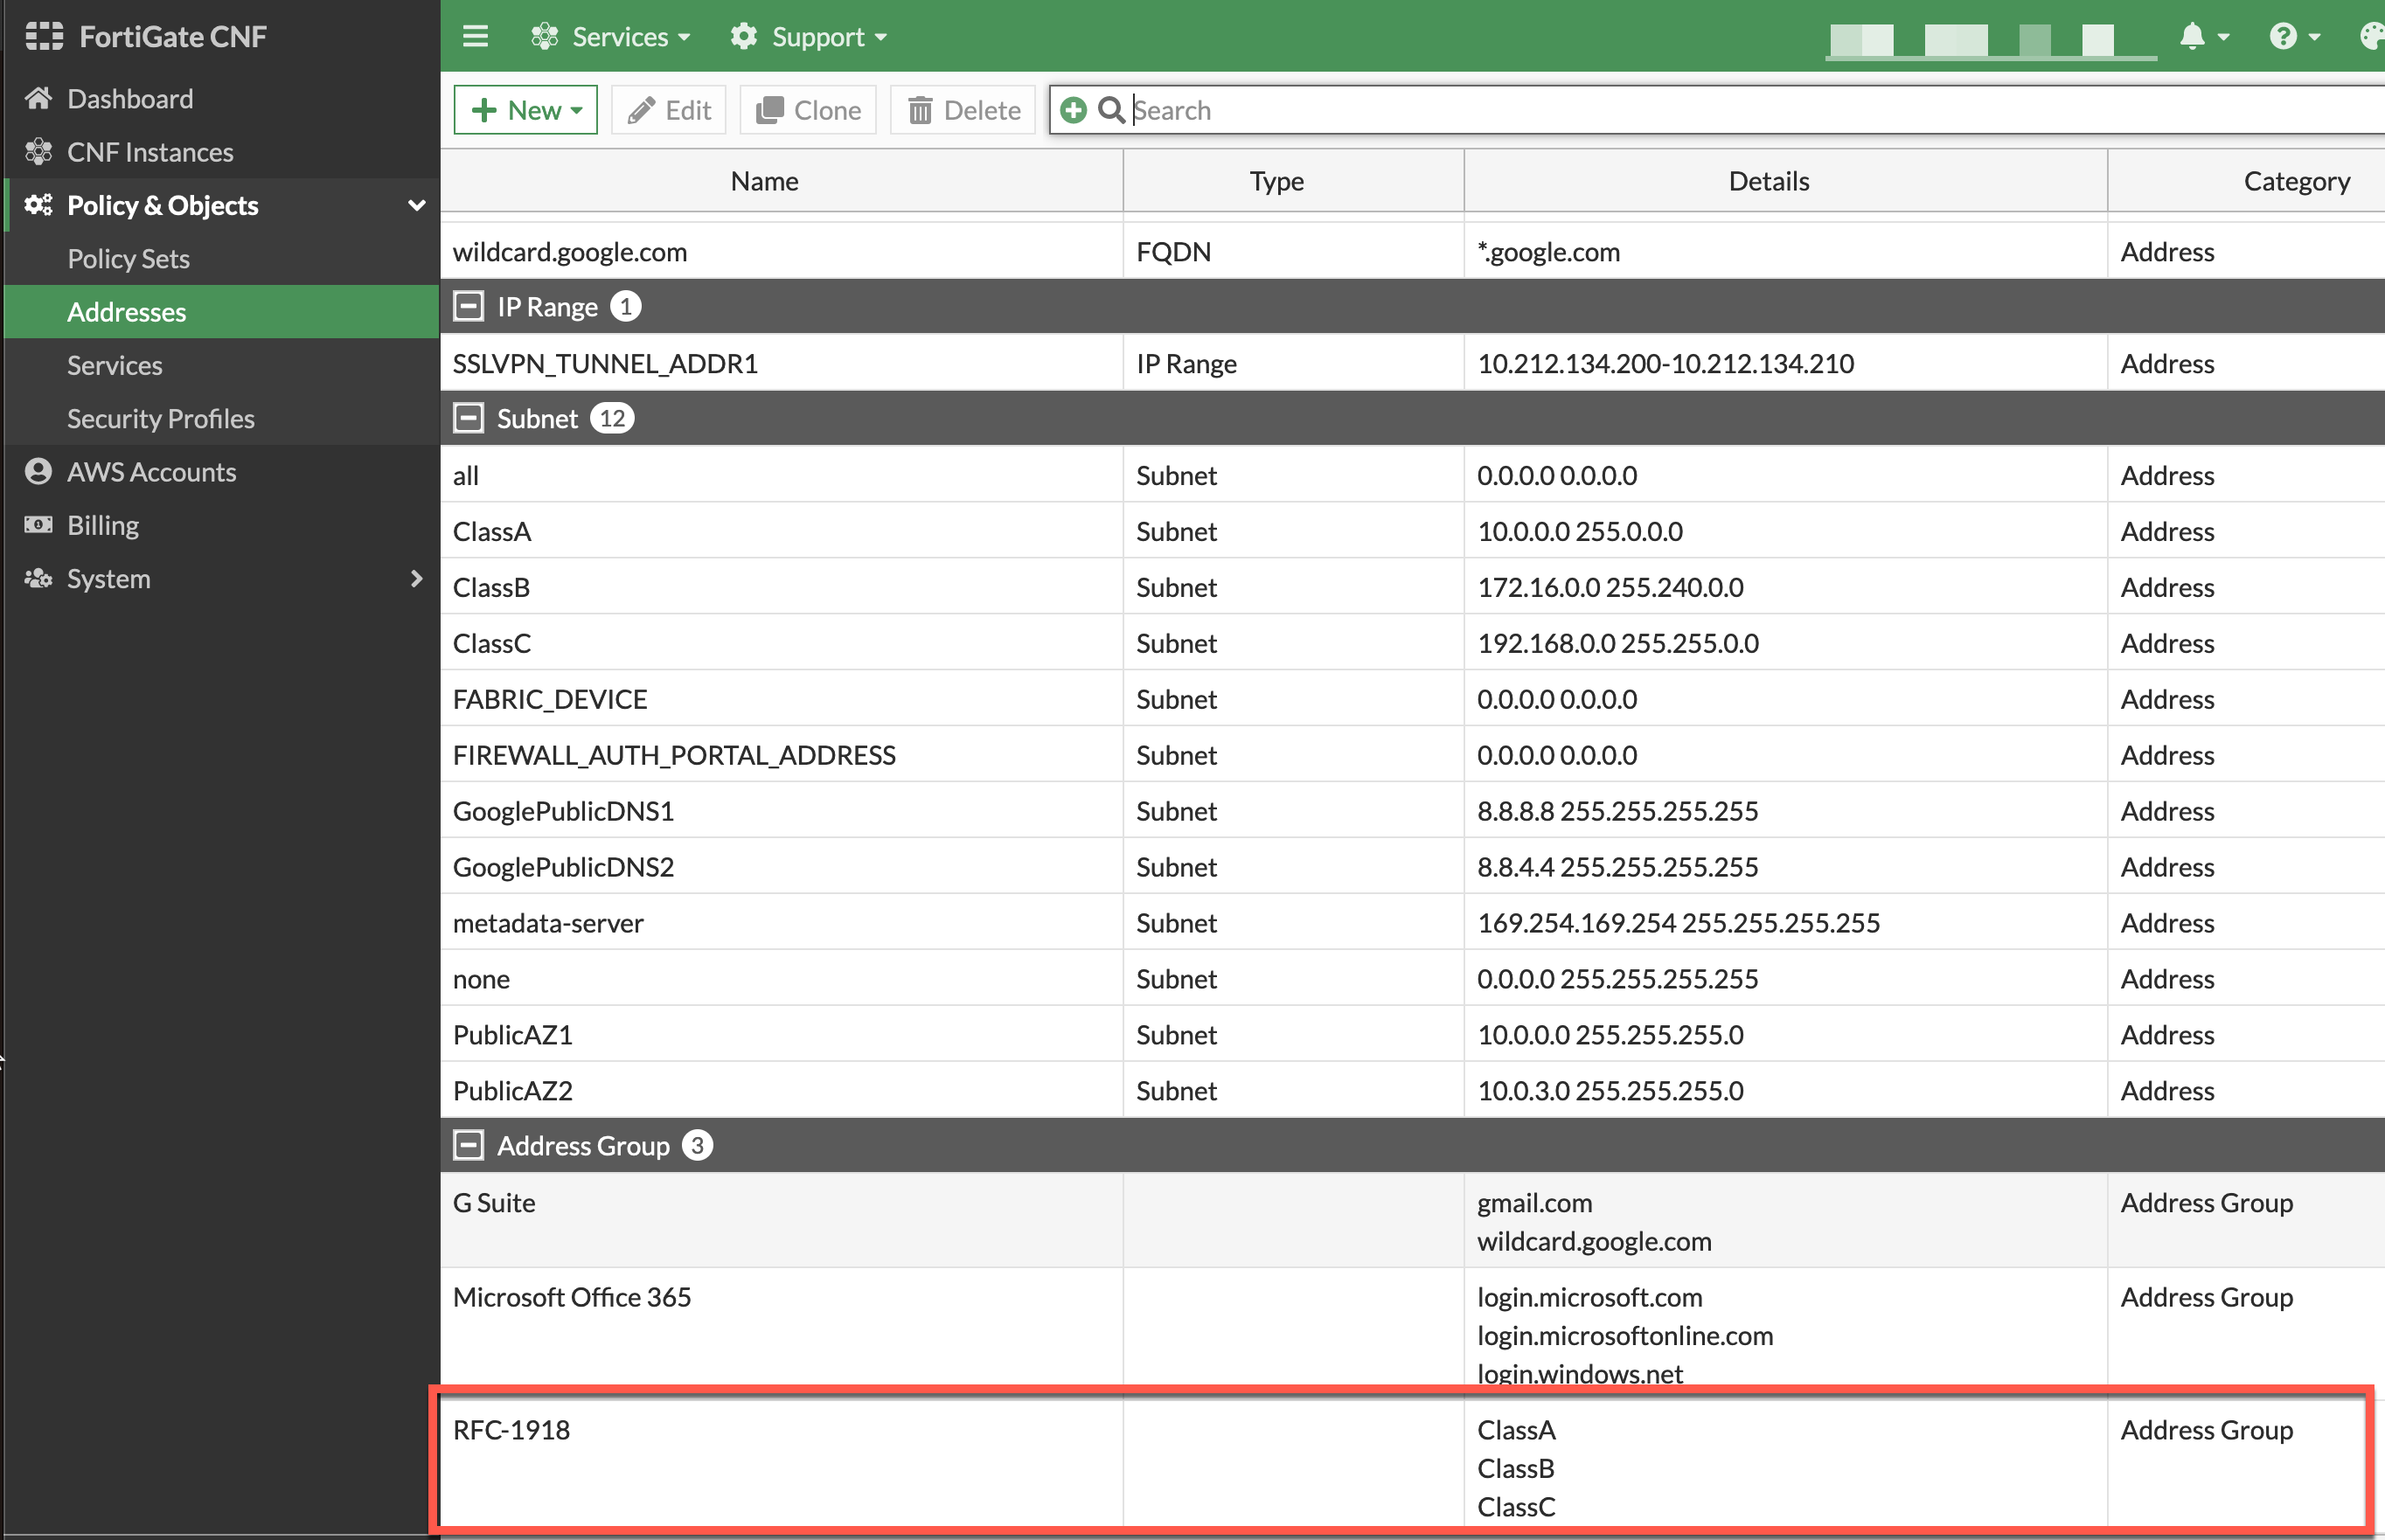 FortiGate CNF
Services
Support
Dashboard
CNF Instances
Policy & Objects
Policy Sets
Addresses
Services
Security Profiles
AWS Accounts
Billing
System
New
Edit
Clone
Delete
Search
Name Type Details Category
wildcard.google.com FQDN *.google.com Address
IP Range 1
SSLVPN_TUNNEL_ADDR1 IP Range 10.212.134.200-10.212.134.210 Address
Subnet 12
all Subnet 0.0.0.0 0.0.0.0 Address
ClassA Subnet 10.0.0.0 255.0.0.0 Address
ClassB Subnet 172.16.0.0 255.240.0.0 Address
ClassC Subnet 192.168.0.0 255.255.0.0 Address
FABRIC_DEVICE Subnet 0.0.0.0 0.0.0.0 Address
FIREWALL_AUTH_PORTAL_ADDRESS Subnet 0.0.0.0 0.0.0.0 Address
GooglePublicDNS1 Subnet 8.8.8.8 255.255.255.255 Address
GooglePublicDNS2 Subnet 8.8.4.4 255.255.255.255 Address
metadata-server Subnet 169.254.169.254 255.255.255.255 Address
none Subnet 0.0.0.0 255.255.255.255 Address
PublicAZ1 Subnet 10.0.0.0 255.255.255.0 Address
PublicAZ2 Subnet 10.0.3.0 255.255.255.0 Address
Address Group 3
G Suite gmail.com Address Group
wildcard.google.com
Microsoft Office 365 login.microsoft.com Address Group
login.microsoftonline.com
login.windows.net
RFC-1918 ClassA Address Group
ClassB
ClassC